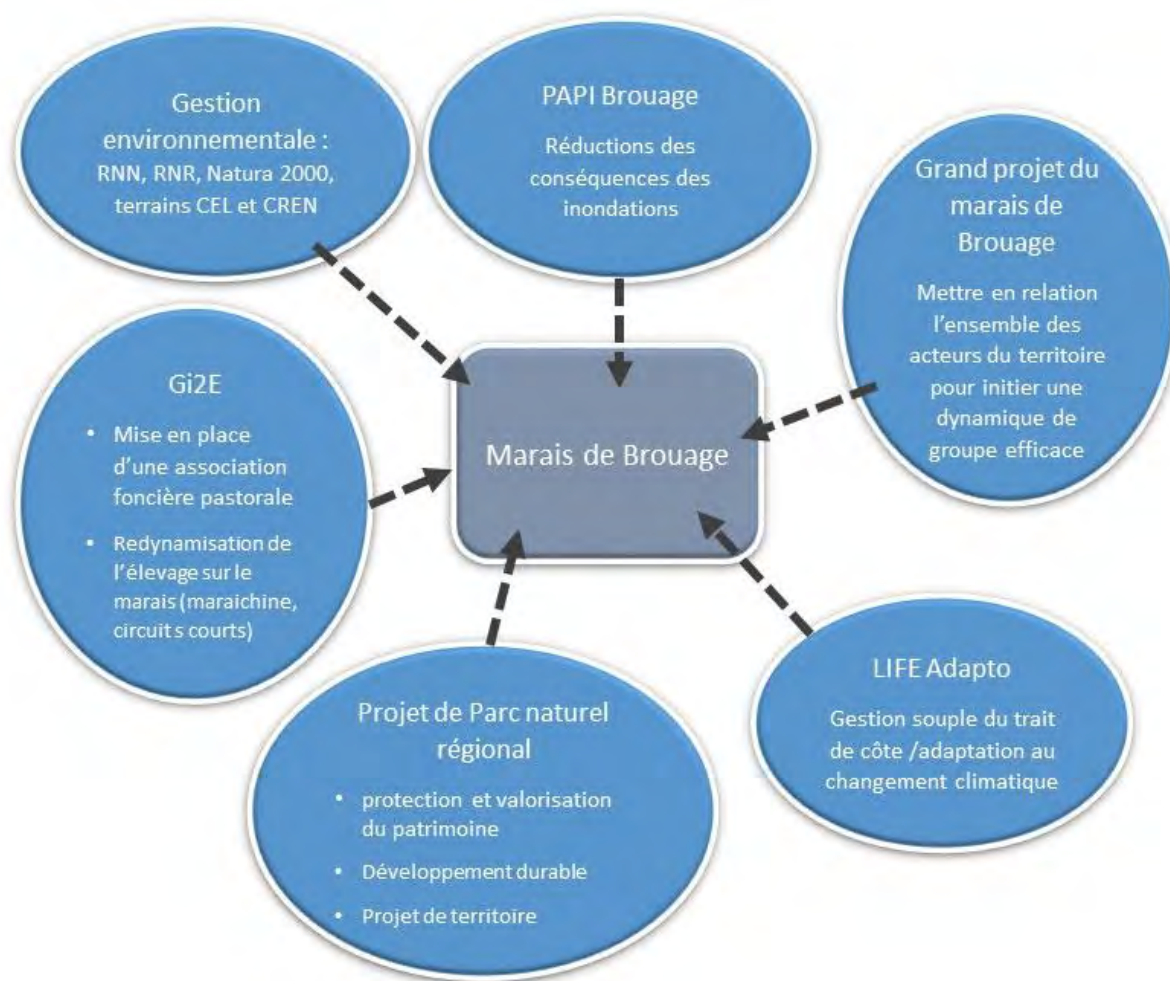 Gestion
environnementale :
RNN, RNR, Natura 2000,
terrains CEL et CREN
PAPI Brouage
Réductions des
conséquences des
inondations
Grand projet du
marais de
Brouage
Mettre en relation
l'ensemble des
acteurs du territoire
pour initier une
dynamique de
groupe efficace
Gi2E
• Mise en place
d'une association
foncière pastorale
• Redynamisation de
l'élevage sur le
marais (maraichine,
circuits courts)
Marais de Brouage
Projet de Parc naturel
régional
• protection et valorisation
du patrimoine
• Développement durable
• Projet de territoire
LIFE Adapto
Gestion souple du trait
de côte /adaptation au
changement climatique